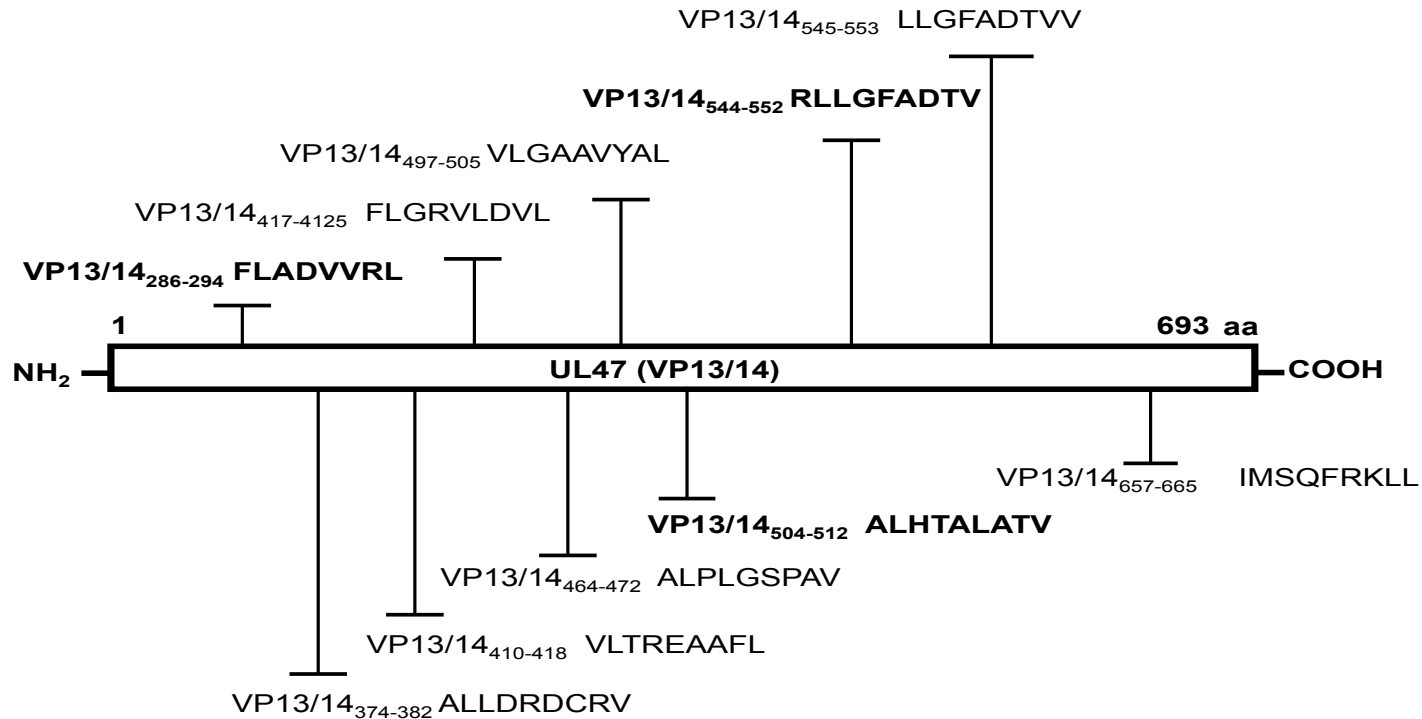 VP13/14545-553 LLGFADTVV
VP13/14544-552 RLLGFADTV
VP13/14497-505 VLGAAVYAL
VP13/14417-4125 FLGRVLDVL
VP13/14286-294 FLADVVRL
1
693 aa
NH2 UL47 (VP13/14) COOH
VP13/14657-665 IMSQFRKLL
VP13/14504-512 ALHTALATV
VP13/14464-472 ALPLGSPAV
VP13/14410-418 VLTREAAFL
VP13/14374-382 ALLDRDCRV